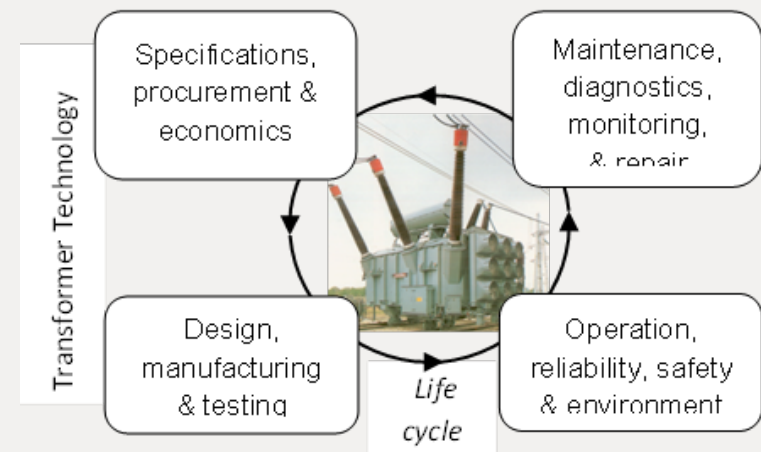 Specifications,
procurement &
economics
Maintenance,
diagnostics,
monitoring,
& repair
Transformer Technology
Design,
manufacturing
& testing
Operation,
reliability, safety
& environment
Life
cycle